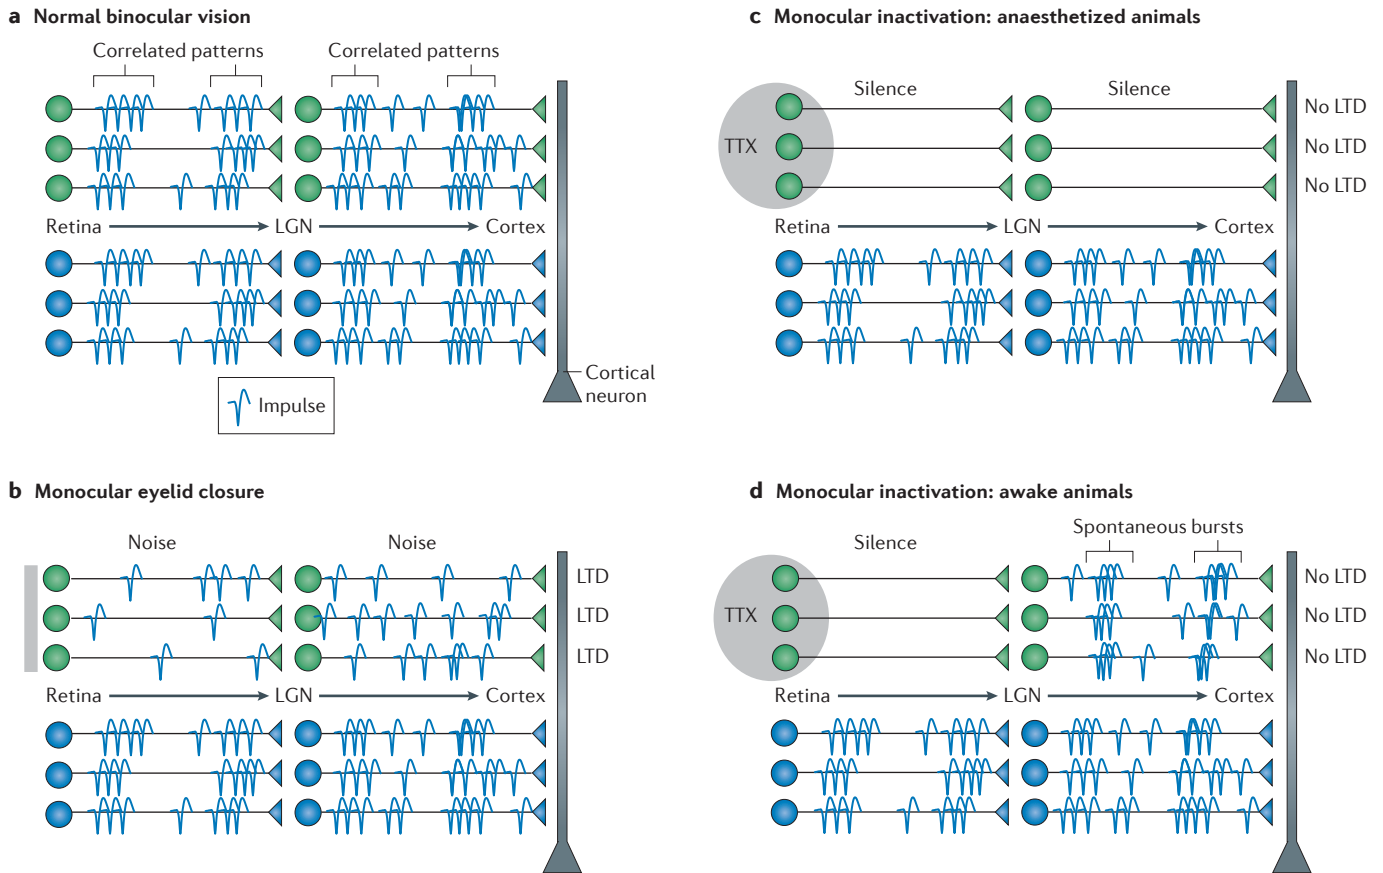 a Normal binocular vision
Correlated patterns
Correlated patterns
Retina
LGN
Cortex
Impulse
Cortical
neuron
b Monocular eyelid closure
Noise
Noise
LTD
LTD
LTD
Retina
LGN
Cortex
c Monocular inactivation: anaesthetized animals
Silence
Silence
TTX
No LTD
No LTD
No LTD
Retina
LGN
Cortex
d Monocular inactivation: awake animals
Silence
Spontaneous bursts
TTX
No LTD
No LTD
No LTD
Retina
LGN
Cortex